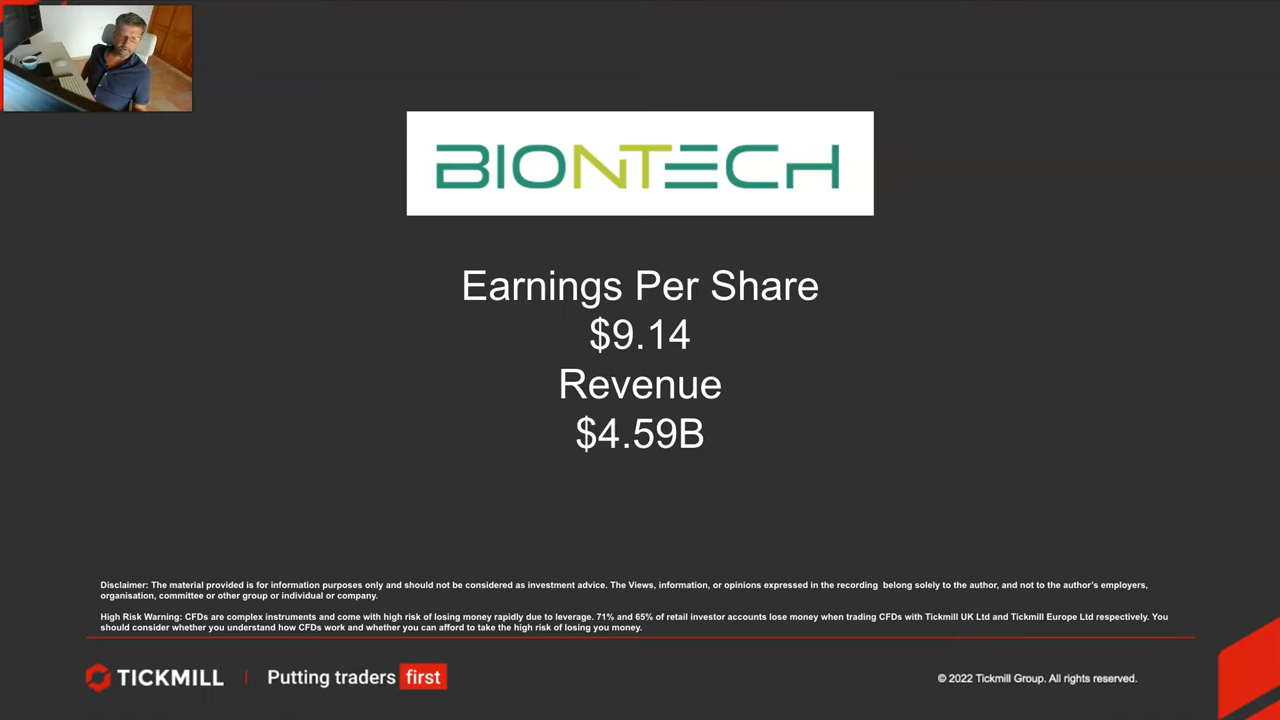 BIONTECH
Earnings Per Share
$9.14
Revenue
$4.59B
Disclaimer: The material provided is for information purposes only and should not be considered as investment advice. The Views, information, or opinions expressed in the recording  belong solely to the author, and not to the author's employers,
organisation, committee or other group or individual or company.
High Risk Warning: CFDs are complex instruments and come with high risk of losing money rapidly due to leverage. 71% and 65% of retail investor accounts lose money when trading CFDs with Tickmill UK Ltd and Tickmill Europe Ltd respectively. You
should consider whether you understand how CFDs work and whether you can afford to take the high risk of losing you money.
TICKMILL | Putting traders first
© 2022 Tickmill Group. All rights reserved.